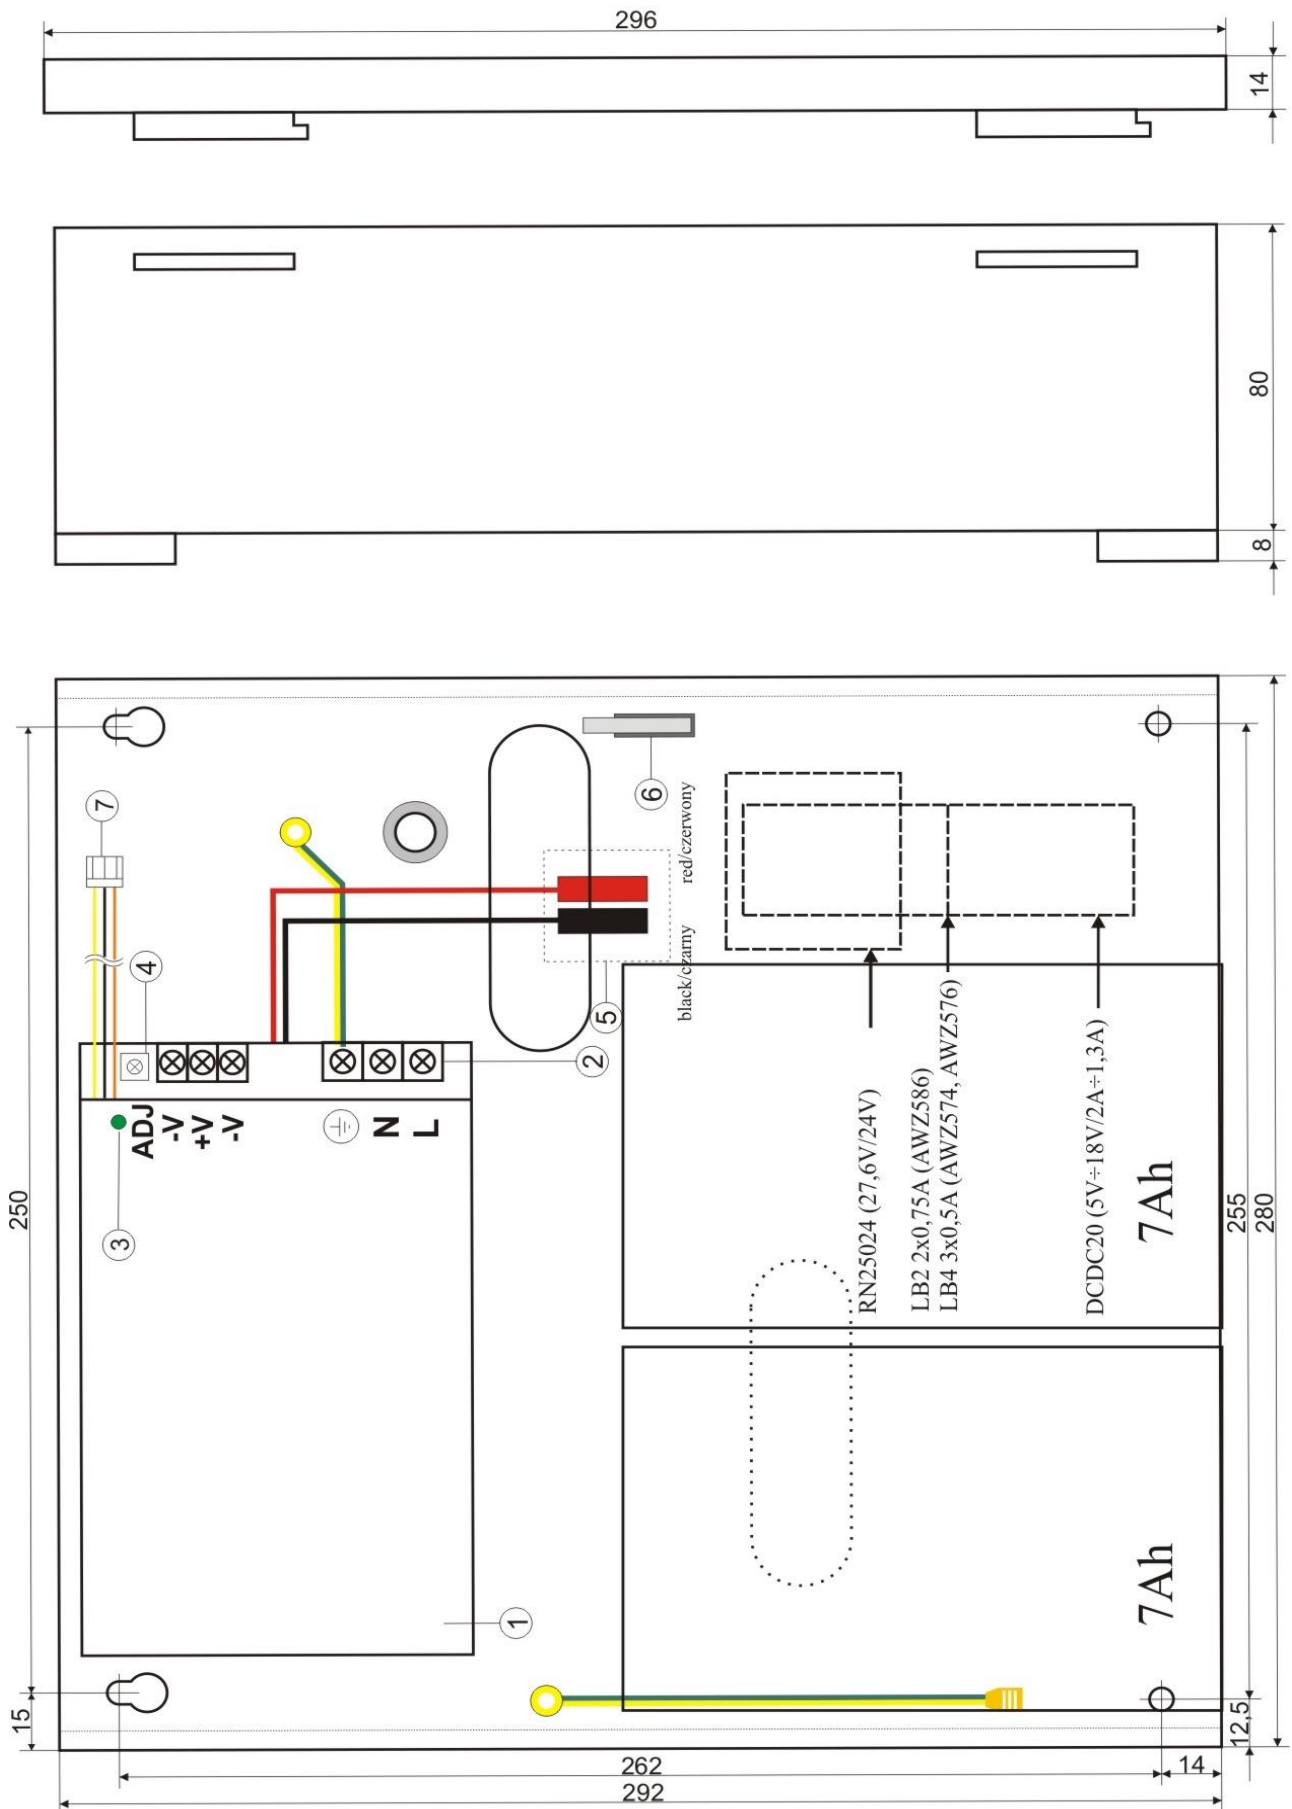 296
14
80
8
7
6
red/czerwony
black/czarny
4
5
2
ADJ
-V
+V
-V
N
L
3
RN25024 (27,6V/24V)
LB2 2x0,75A (AWZ586)
LB4 3x0,5A (AWZ574, AWZ576)
DCDC20 (5V÷18V/2A÷1,3A)
7Ah
250
255
280
7Ah
1
15
12,5
262
14
292